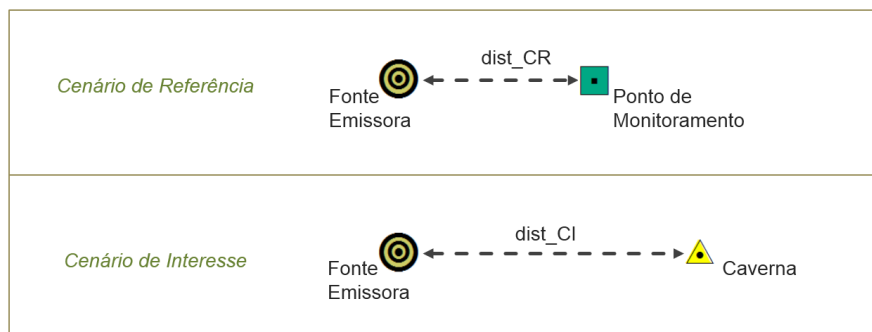 Cenário de Referência
dist_CR
Fonte
Emissora
Ponto de
Monitoramento
Cenário de Interesse
dist_CI
Fonte
Emissora
Caverna